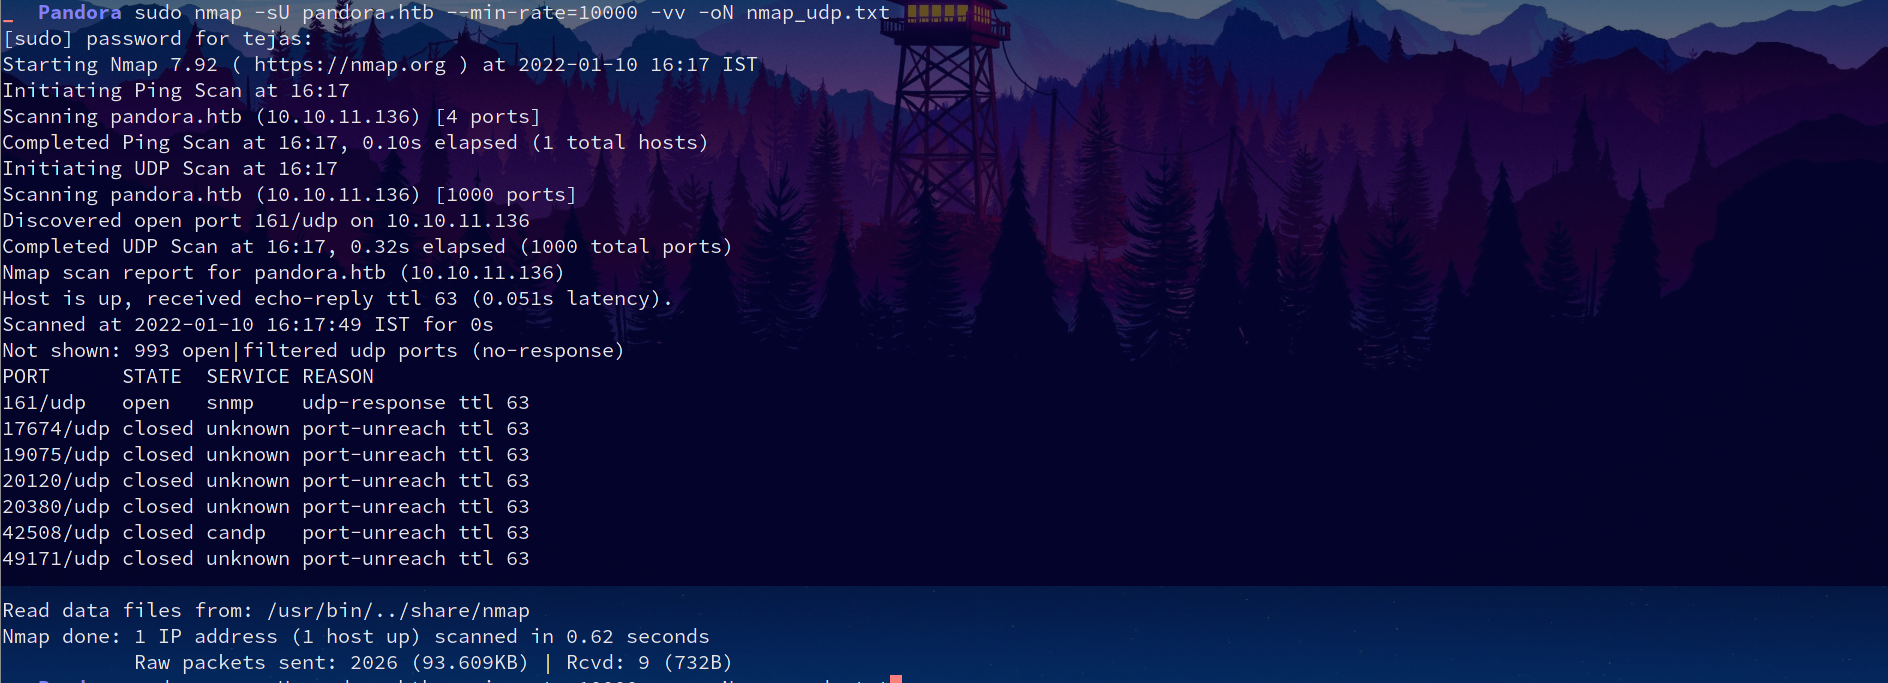 _  Pandora sudo nmap -sU pandora.htb --min-rate=10000 -vv -oN nmap_udp.txt
[sudo] password for tejas:
Starting Nmap 7.92 ( https://nmap.org ) at 2022-01-10 16:17 IST
Initiating Ping Scan at 16:17
Scanning pandora.htb (10.10.11.136) [4 ports]
Completed Ping Scan at 16:17, 0.10s elapsed (1 total hosts)
Initiating UDP Scan at 16:17
Scanning pandora.htb (10.10.11.136) [1000 ports]
Discovered open port 161/udp on 10.10.11.136
Completed UDP Scan at 16:17, 0.32s elapsed (1000 total ports)
Nmap scan report for pandora.htb (10.10.11.136)
Host is up, received echo-reply ttl 63 (0.051s latency).
Scanned at 2022-01-10 16:17:49 IST for 0s
Not shown: 993 open|filtered udp ports (no-response)
PORT      STATE  SERVICE REASON
161/udp   open   snmp    udp-response ttl 63
17674/udp closed unknown port-unreach ttl 63
19075/udp closed unknown port-unreach ttl 63
20120/udp closed unknown port-unreach ttl 63
20380/udp closed unknown port-unreach ttl 63
42508/udp closed candp   port-unreach ttl 63
49171/udp closed unknown port-unreach ttl 63
Read data files from: /usr/bin/../share/nmap
Nmap done: 1 IP address (1 host up) scanned in 0.62 seconds
Raw packets sent: 2026 (93.609KB) | Rcvd: 9 (732B)